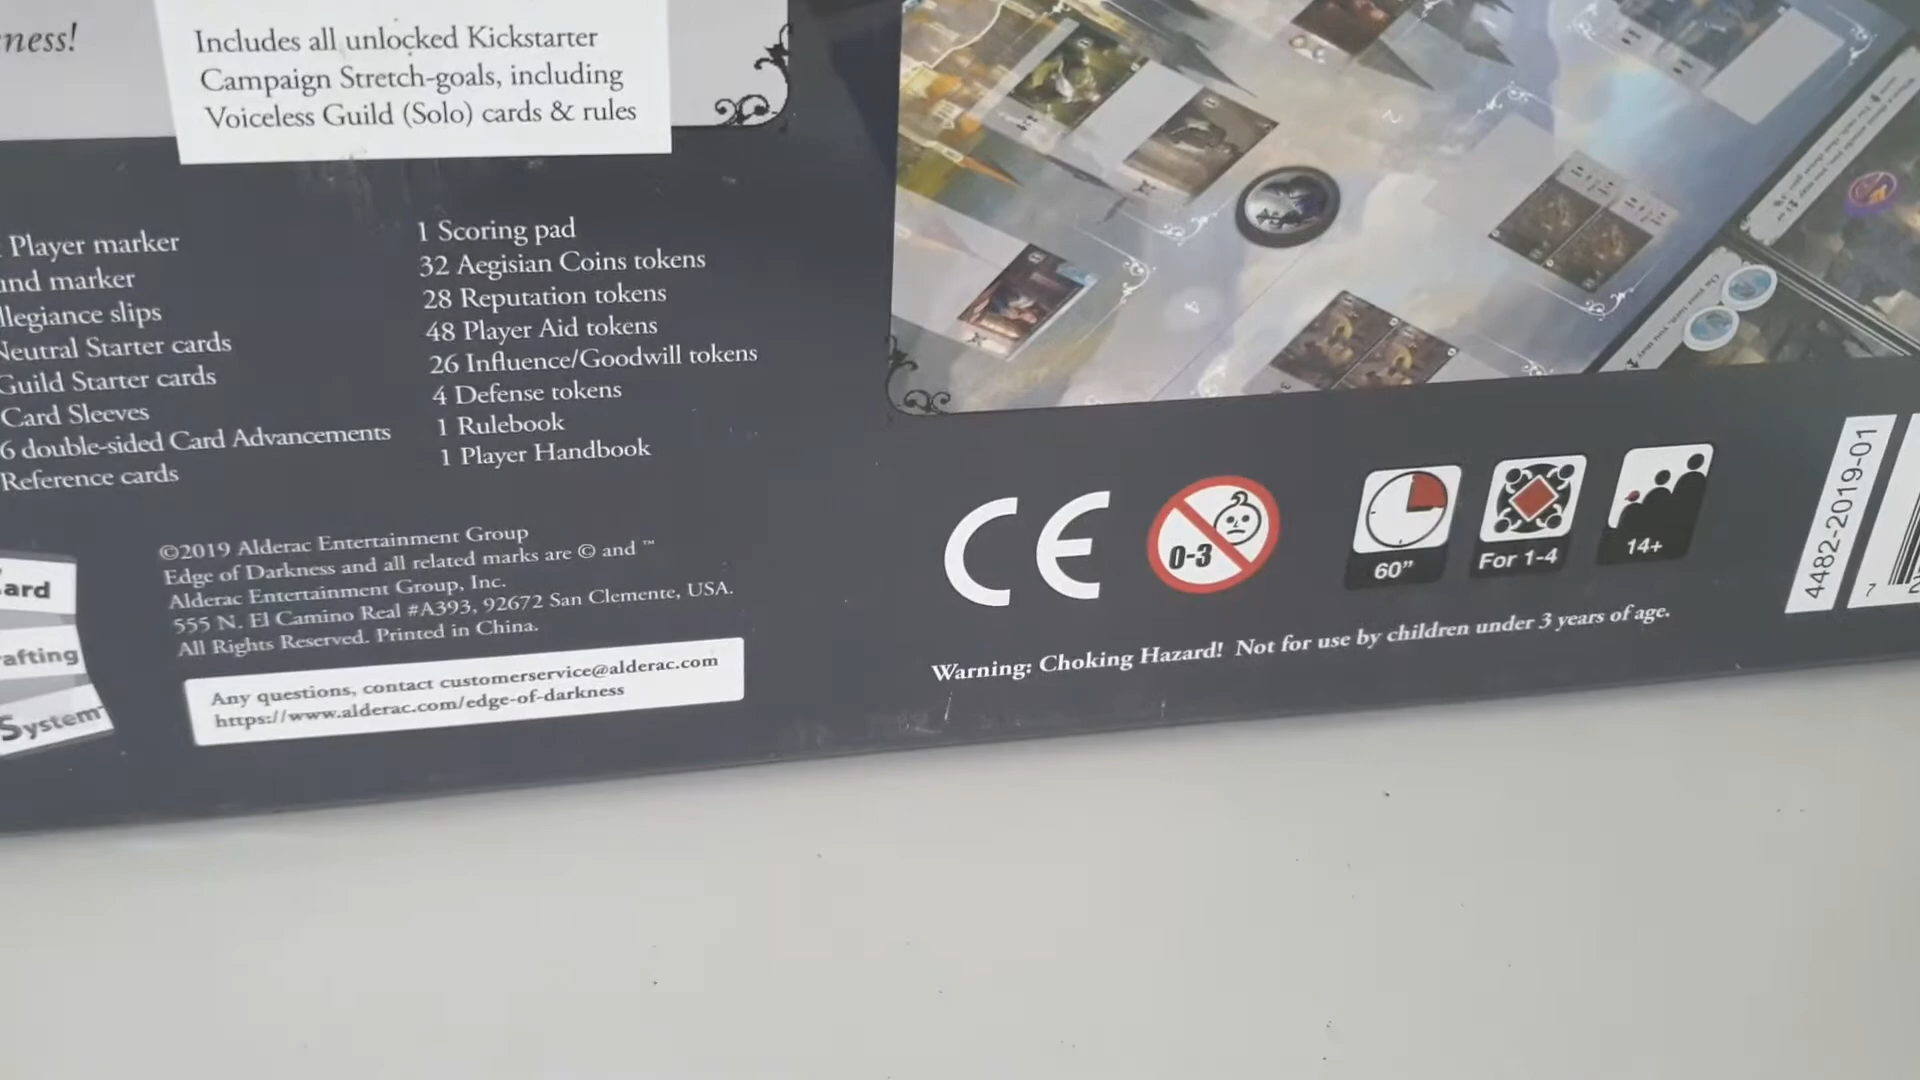 ness!
Includes all unlocked Kickstarter
Campaign Stretch-goals, including
Voiceless Guild (Solo) cards & rules
Player marker
und marker
llegiance slips
Neutral Starter cards
Guild Starter cards
Card Sleeves
6 double-sided Card Advancements
Reference cards
1 Scoring pad
32 Aegisian Coins tokens
28 Reputation tokens
48 Player Aid tokens
26 Influence/Goodwill tokens
4 Defense tokens
1 Rulebook
1 Player Handbook
©2019 Alderac Entertainment Group
Edge of Darkness and all related marks are © and ™
Alderac Entertainment Group, Inc.
555 N. El Camino Real #A393, 92672 San Clemente, USA.
All Rights Reserved. Printed in China.
ard
afting
System
Any questions, contact customerservice@alderac.com
https://www.alderac.com/edge-of-darkness
CE
0-3
60”
For 1-4
14+
Warning: Choking Hazard! Not for use by children under 3 years of age.
4482-2019-01
7